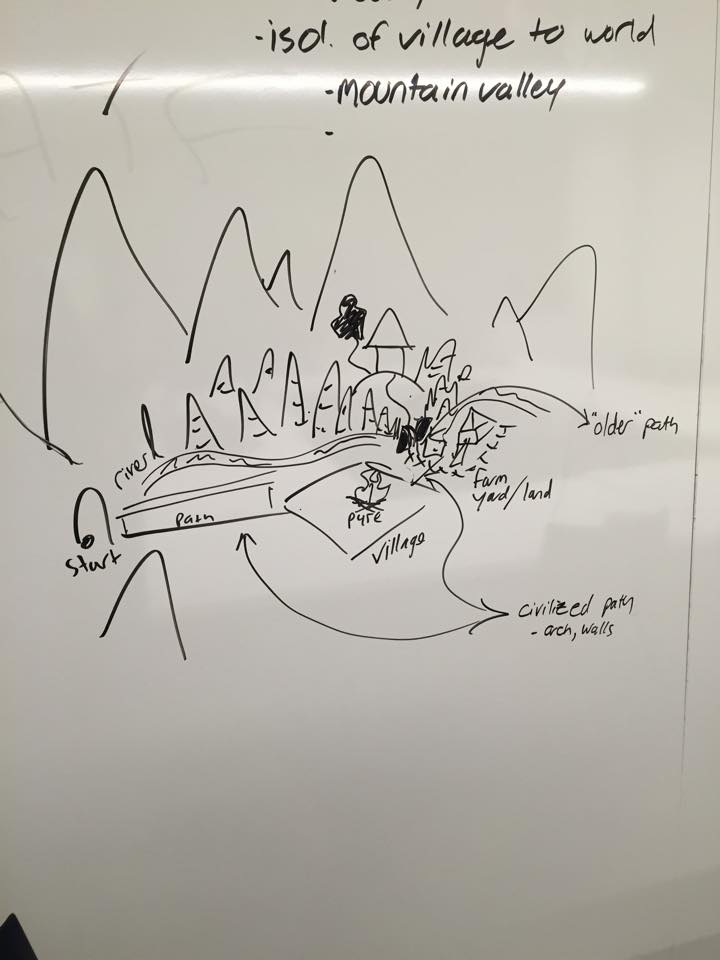 -isol. of village to world
-mountain valley
-
"older" path
river
farm
yard/land
path
pyre
start
village
civilized path
- arch, walls